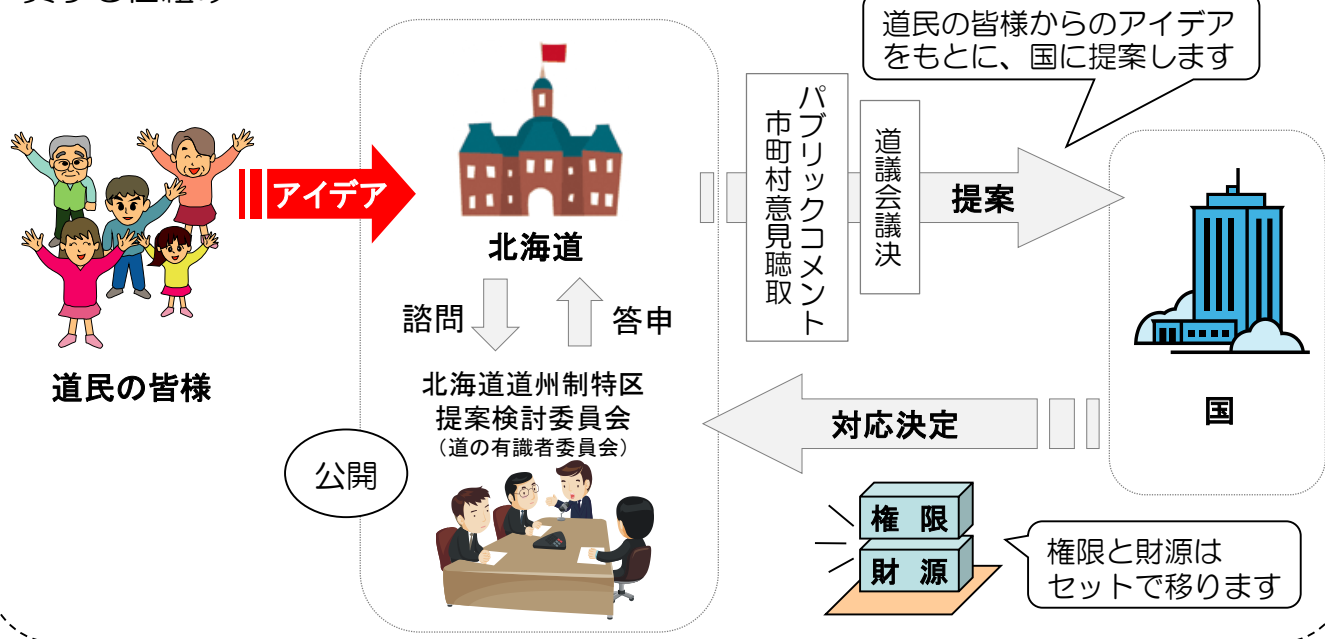 道民の皆様からのアイデア
をもとに、国に提案します
アイデア
道民の皆様
北海道
諮問
答申
北海道道州制特区
提案検討委員会
（道の有識者委員会）
公開
パブリックコメント
市町村意見聴取
道議会議決
提案
国
対応決定
権 限
財 源
権限と財源は
セットで移ります